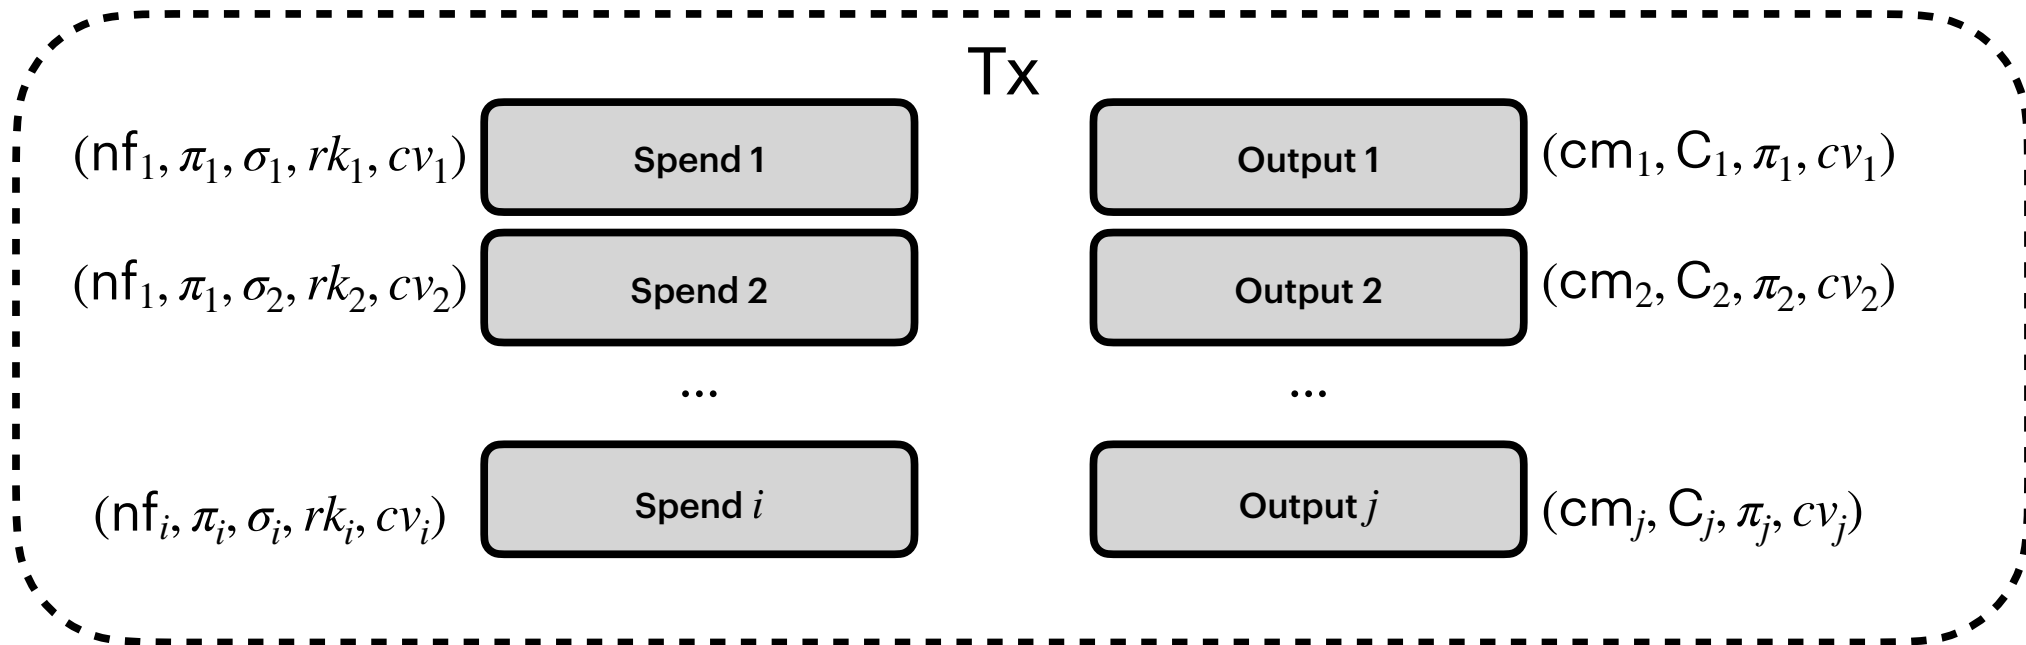 Tx
(nf₁, π₁, σ₁, rk₁, cv₁) Spend 1 Output 1 (cm₁, C₁, π₁, cv₁)
(nf₁, π₁, σ₂, rk₂, cv₂) Spend 2 Output 2 (cm₂, C₂, π₂, cv₂)
... ...
(nfᵢ, πᵢ, σᵢ, rkᵢ, cvᵢ) Spend i Output j (cmⱼ, Cⱼ, πⱼ, cvⱼ)